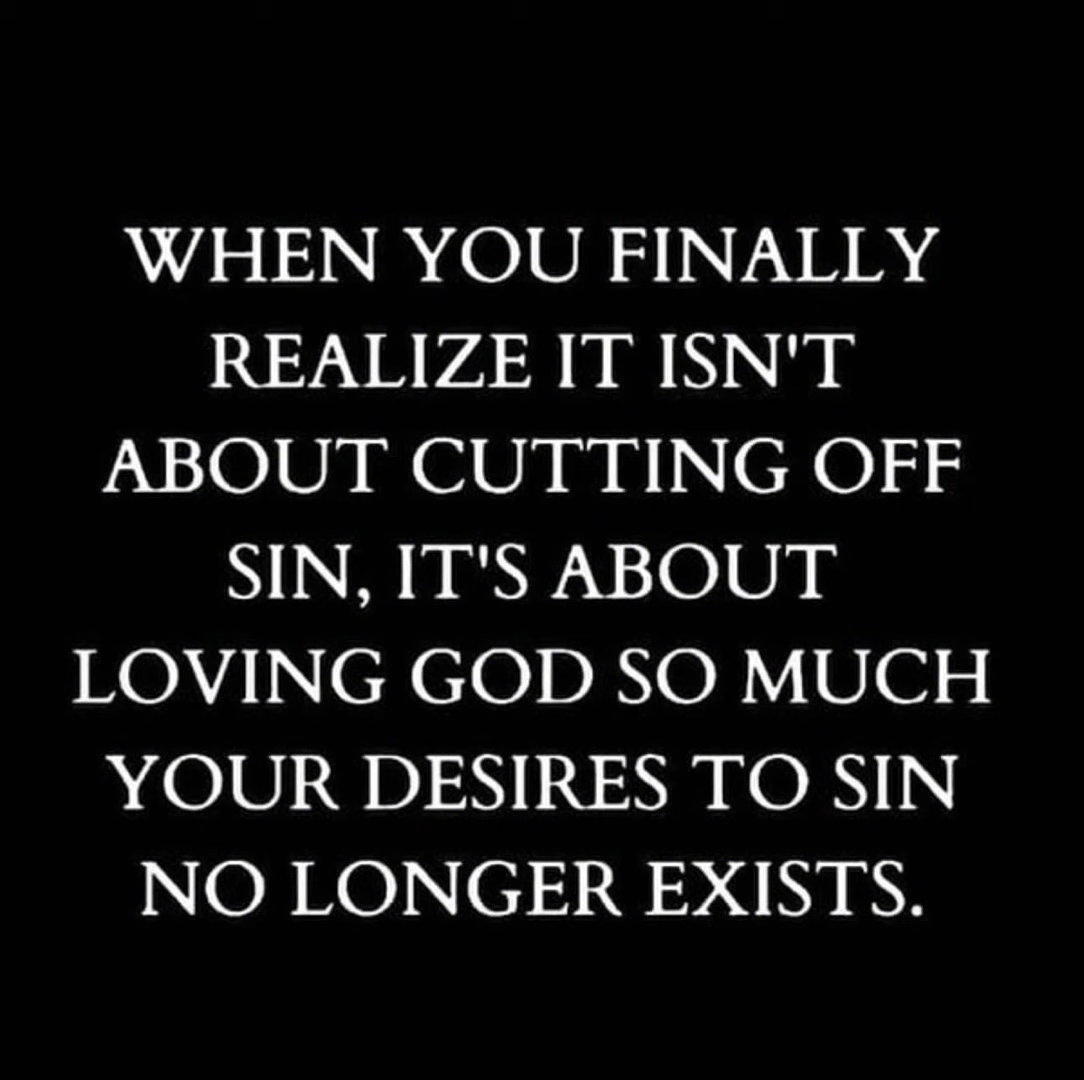 WHEN YOU FINALLY
REALIZE IT ISN'T
ABOUT CUTTING OFF
SIN, IT'S ABOUT
LOVING GOD SO MUCH
YOUR DESIRES TO SIN
NO LONGER EXISTS.